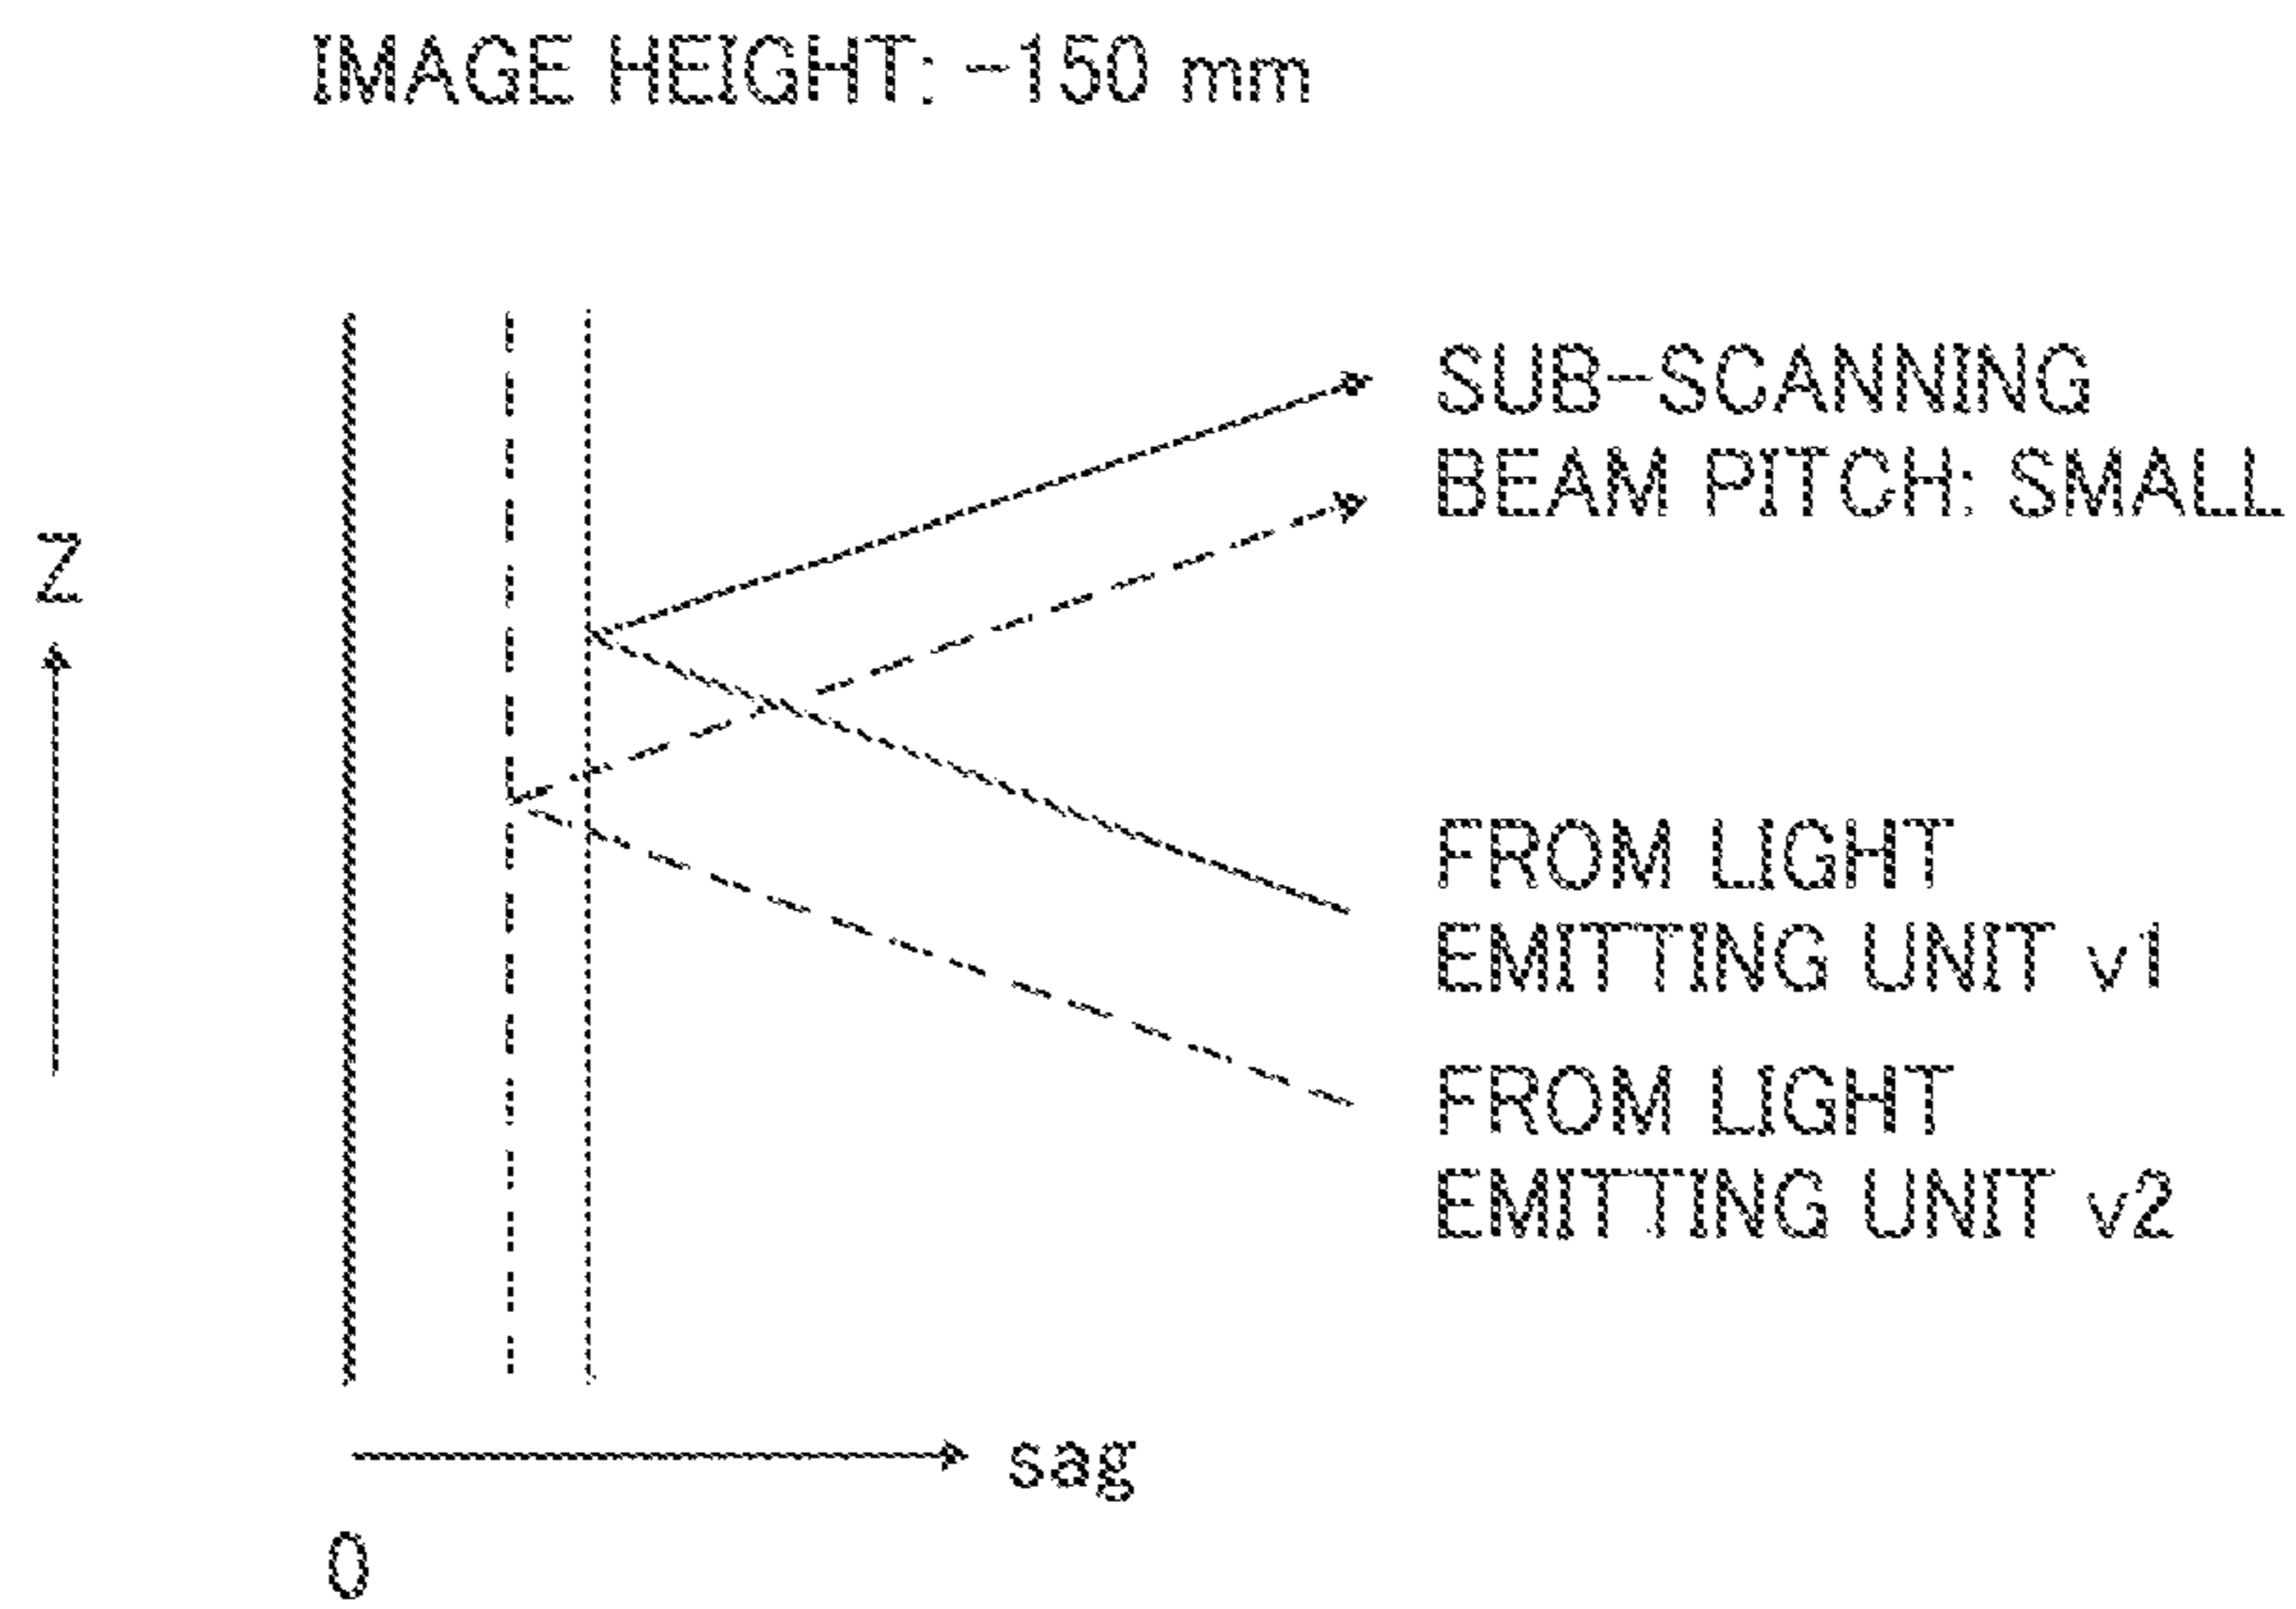 IMAGE HEIGHT: -150 mm
SUB-SCANNING
BEAM PITCH: SMALL
Z
FROM LIGHT
EMITTING UNIT v1
FROM LIGHT
EMITTING UNIT v2
sag
0